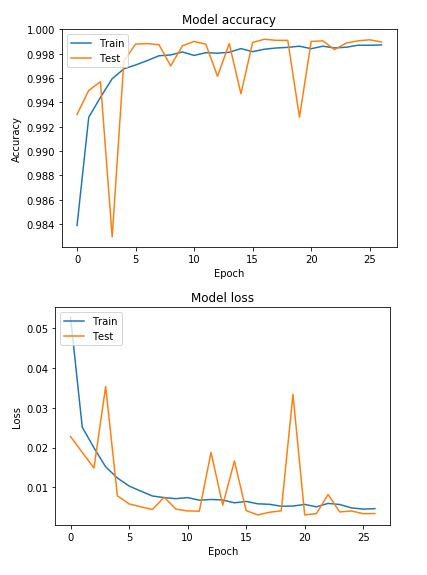 Model accuracy
1.000
0.998
0.996
0.994
0.992
0.990
0.988
0.986
0.984
Accuracy
Train
Test
0 5 10 15 20 25
Epoch
Model loss
0.05
0.04
0.03
0.02
0.01
Loss
Train
Test
0 5 10 15 20 25
Epoch